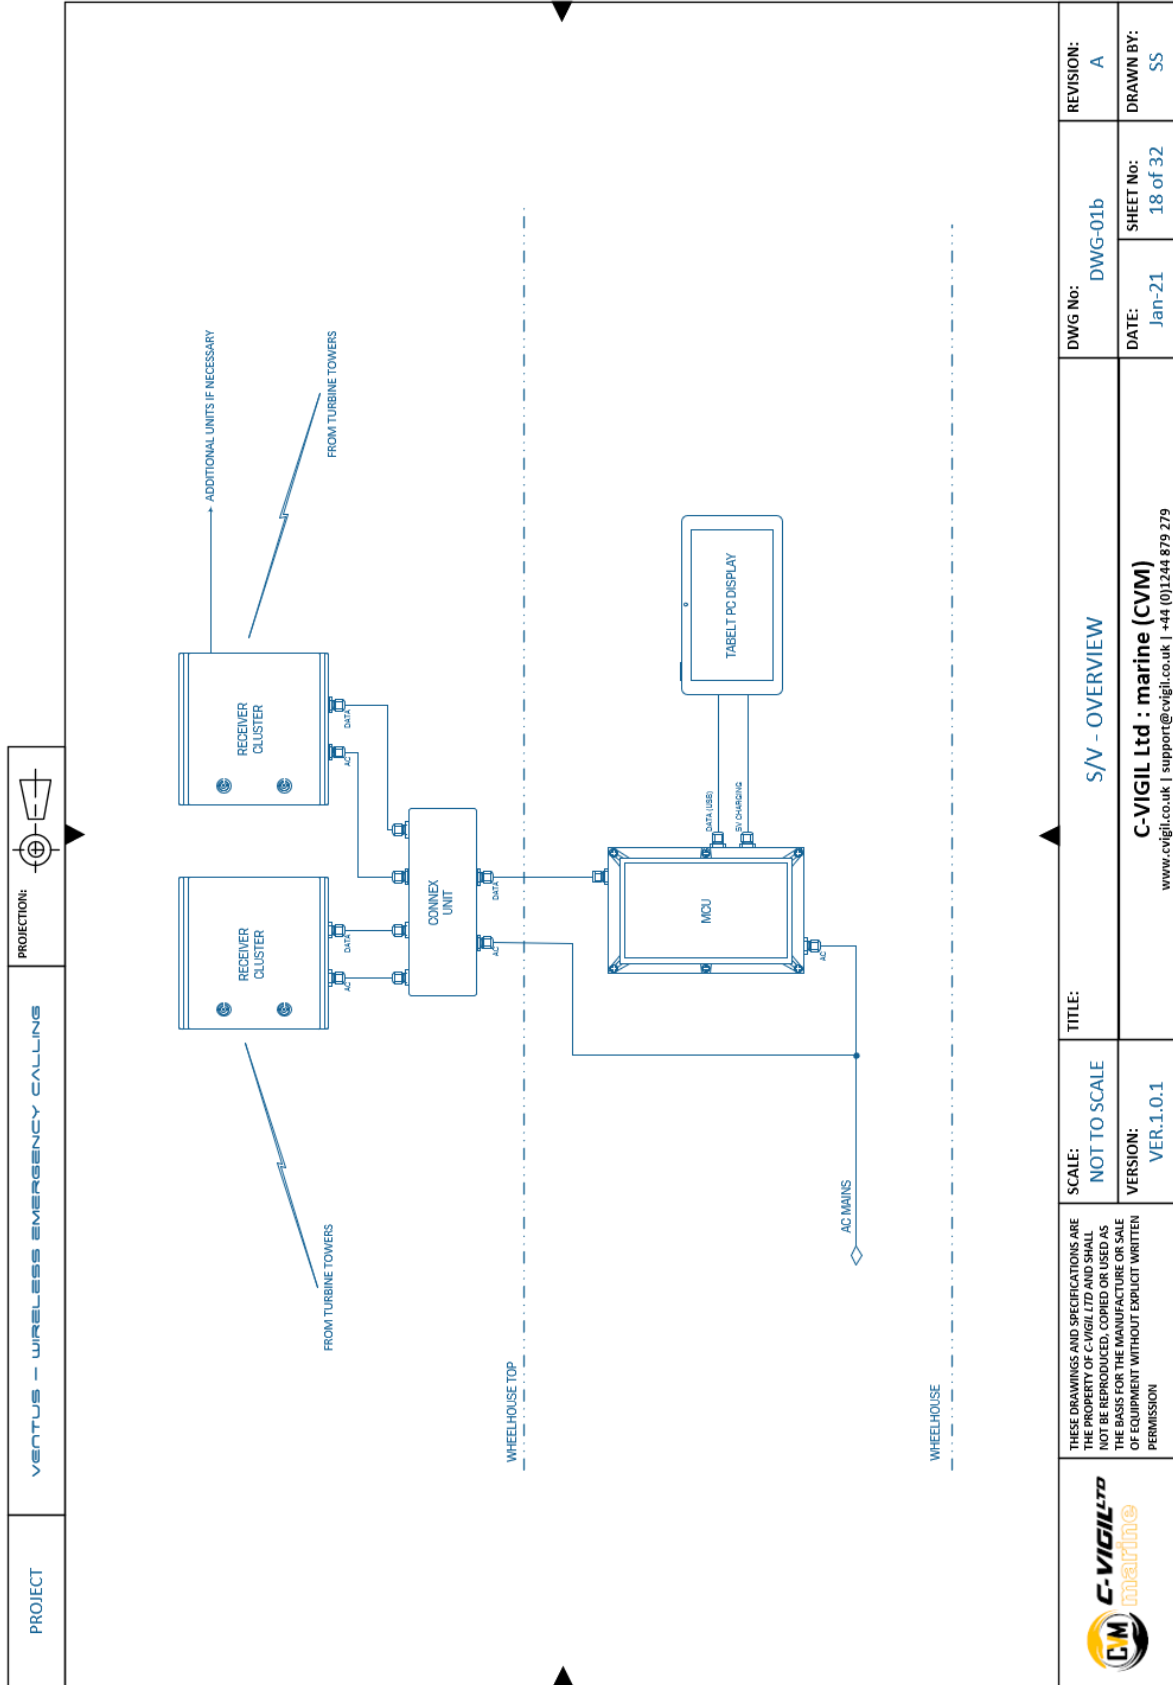 PROJECT
VENTUS – WIRELESS EMERGENCY CALLING
PROJECTION:
ADDITIONAL UNITS IF NECESSARY
FROM TURBINE TOWERS
RECEIVER
CLUSTER
AC
DATA
RECEIVER
CLUSTER
AC
DATA
FROM TURBINE TOWERS
CONNEX
UNIT
AC
DATA
WHEELHOUSE TOP
MCU
DATA (USB)
5V CHARGING
TABELT PC DISPLAY
AC
AC MAINS
WHEELHOUSE
CVM
C-VIGIL LTD
marine
THESE DRAWINGS AND SPECIFICATIONS ARE
THE PROPERTY OF C-VIGIL LTD AND SHALL
NOT BE REPRODUCED, COPIED OR USED AS
THE BASIS FOR THE MANUFACTURE OR SALE
OF EQUIPMENT WITHOUT EXPLICIT WRITTEN
PERMISSION
SCALE:
NOT TO SCALE
VERSION:
VER.1.0.1
TITLE:
S/V - OVERVIEW
C-VIGIL Ltd : marine (CVM)
www.cvigil.co.uk | support@cvigil.co.uk | +44 (0)1244 879 279
DWG No:
DWG-01b
REVISION:
A
DATE:
Jan-21
SHEET No:
18 of 32
DRAWN BY:
SS